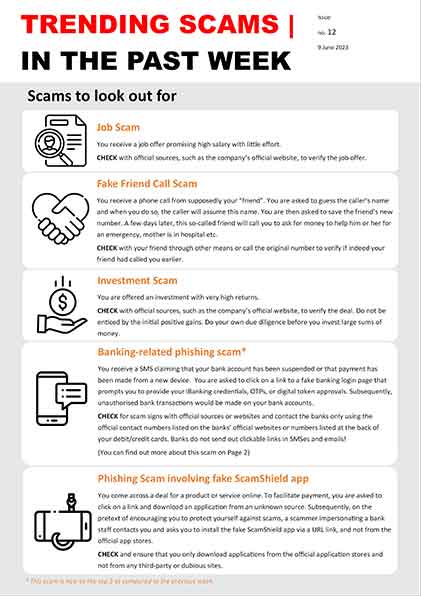 TRENDING SCAMS |
IN THE PAST WEEK
Issue
no. 12
9 June 2023
Scams to look out for
Job Scam
You receive a job offer promising high salary with little effort.
CHECK with official sources, such as the company's official website, to verify the job offer.
Fake Friend Call Scam
You receive a phone call from supposedly your "friend". You are asked to guess the caller's name
and when you do so, the caller will assume this name. You are then asked to save the friend's new
number. A few days later, this so-called friend will call you to ask for money to help him or her for
an emergency, mother is in hospital etc.
CHECK with your friend through other means or call the original number to verify if indeed your
friend had called you earlier.
Investment Scam
You are offered an investment with very high returns.
CHECK with official sources, such as the company's official website, to verify the deal. Do not be
enticed by the initial positive gains. Do your own due diligence before you invest large sums of
money.
Banking-related phishing scam*
You receive a SMS claiming that your bank account has been suspended or that payment has
been made from a new device. You are asked to click on a link to a fake banking login page that
prompts you to provide your iBanking credentials, OTPs, or digital token approvals. Subsequently,
unauthorised bank transactions would be made on your bank accounts.
CHECK for scam signs with official sources or websites and contact the banks only using the
official contact numbers listed on the banks' official websites or numbers listed at the back of
your debit/credit cards. Banks do not send out clickable links in SMSes and emails!
(You can find out more about this scam on Page 2)
Phishing Scam involving fake ScamShield app
You come across a deal for a product or service online. To facilitate payment, you are asked to
click on a link and download an application from an unknown source. Subsequently, on the
pretext of encouraging you to protect yourself against scams, a scammer impersonating a bank
staff contacts you and asks you to install the fake ScamShield app via a URL link, and not from the
official app stores.
CHECK and ensure that you only download applications from the official application stores and
not from any third-party or dubious sites.
* This scam is new to the top 5 as compared to the previous week.